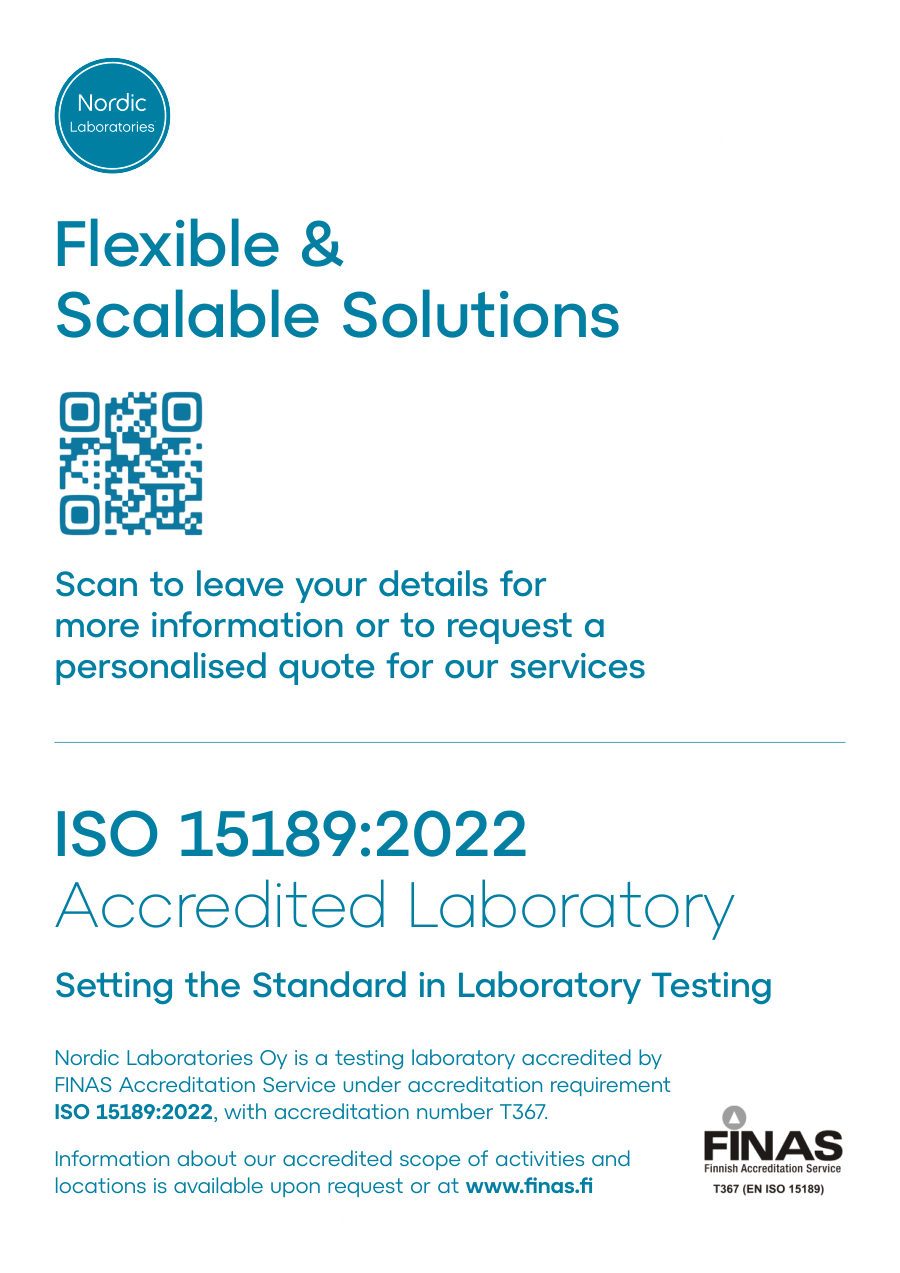 Nordic
Laboratories
Flexible &
Scalable Solutions
Scan to leave your details for
more information or to request a
personalised quote for our services
ISO 15189:2022
Accredited Laboratory
Setting the Standard in Laboratory Testing
Nordic Laboratories Oy is a testing laboratory accredited by
FINAS Accreditation Service under accreditation requirement
ISO 15189:2022, with accreditation number T367.
Information about our accredited scope of activities and
locations is available upon request or at www.finas.fi
FINAS
Finnish Accreditation Service
T367 (EN ISO 15189)